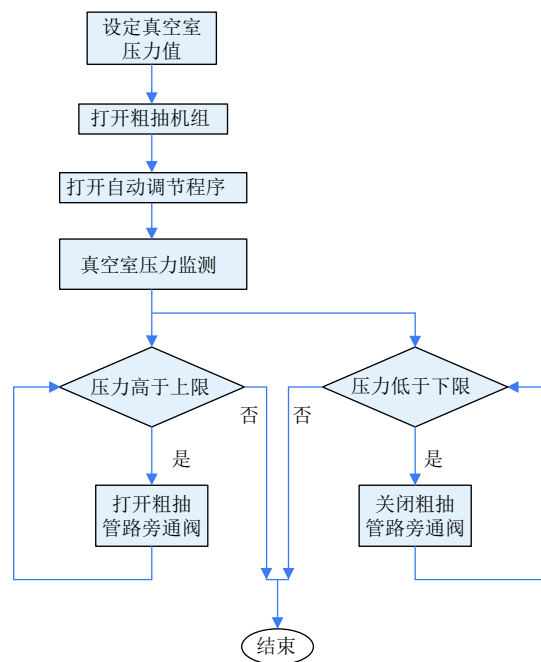 设定真空室
压力值
打开粗抽机组
打开自动调节程序
真空室压力监测
压力高于上限
压力低于下限
否
否
是
是
打开粗抽
管路旁通阀
关闭粗抽
管路旁通阀
结束